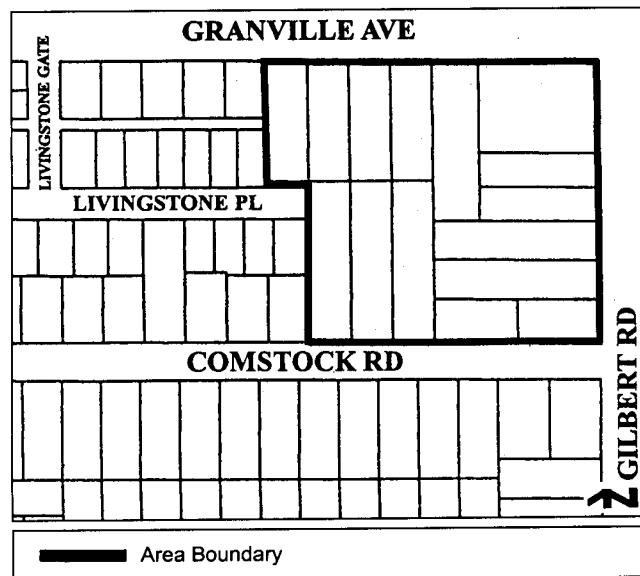 GRANVILLE AVE
LIVINGSTONE GATE
LIVINGSTONE PL
COMSTOCK RD
GILBERT RD
Area Boundary